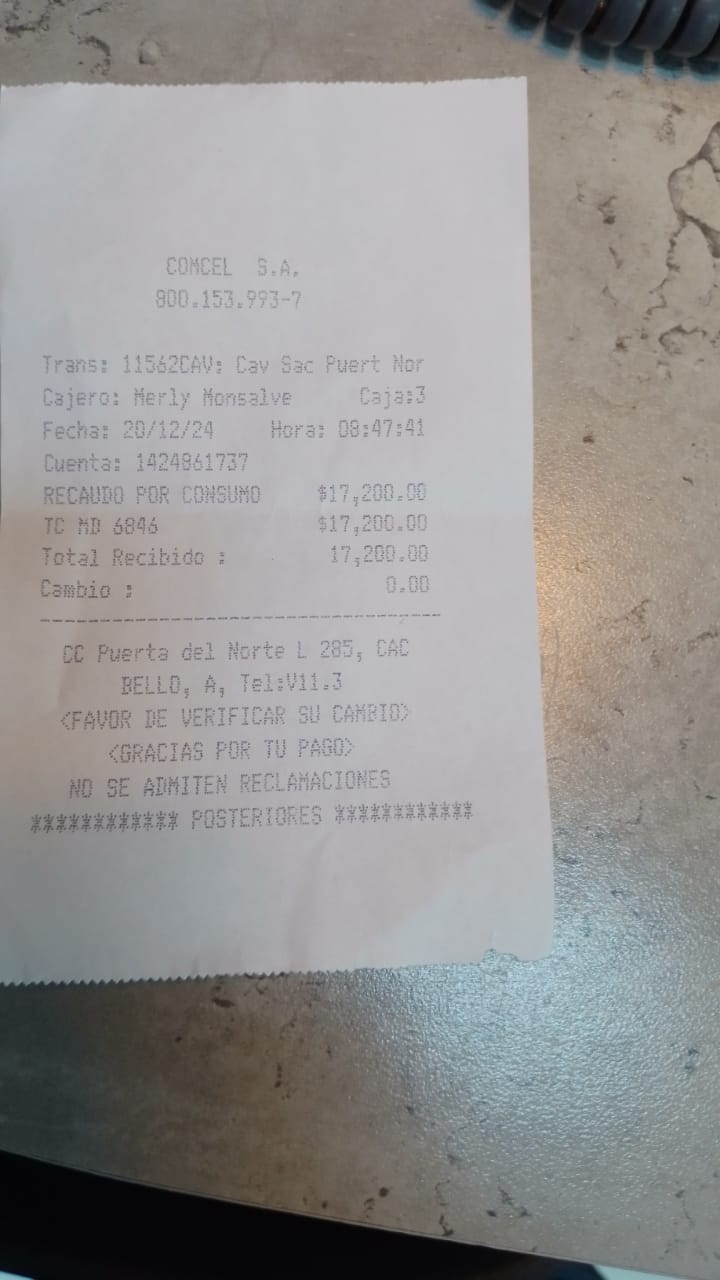 COMCEL S.A.
800.153.993-7
Trans: 11562CAV: Cav Sac Puert Nor
Cajero: Merly Monsalve Caja:3
Fecha: 20/12/24 Hora: 08:47:41
Cuenta: 1424861737
RECAUDO POR CONSUMO $17,200.00
TC MD 6846 $17,200.00
Total Recibido : 17,200.00
Cambio : 0.00
----------------------------------
CC Puerta del Norte L 285, CAC
BELLO, A, Tel:V11.3
<FAVOR DE VERIFICAR SU CAMBIO>
<GRACIAS POR TU PAGO>
NO SE ADMITEN RECLAMACIONES
************ POSTERIORES ************